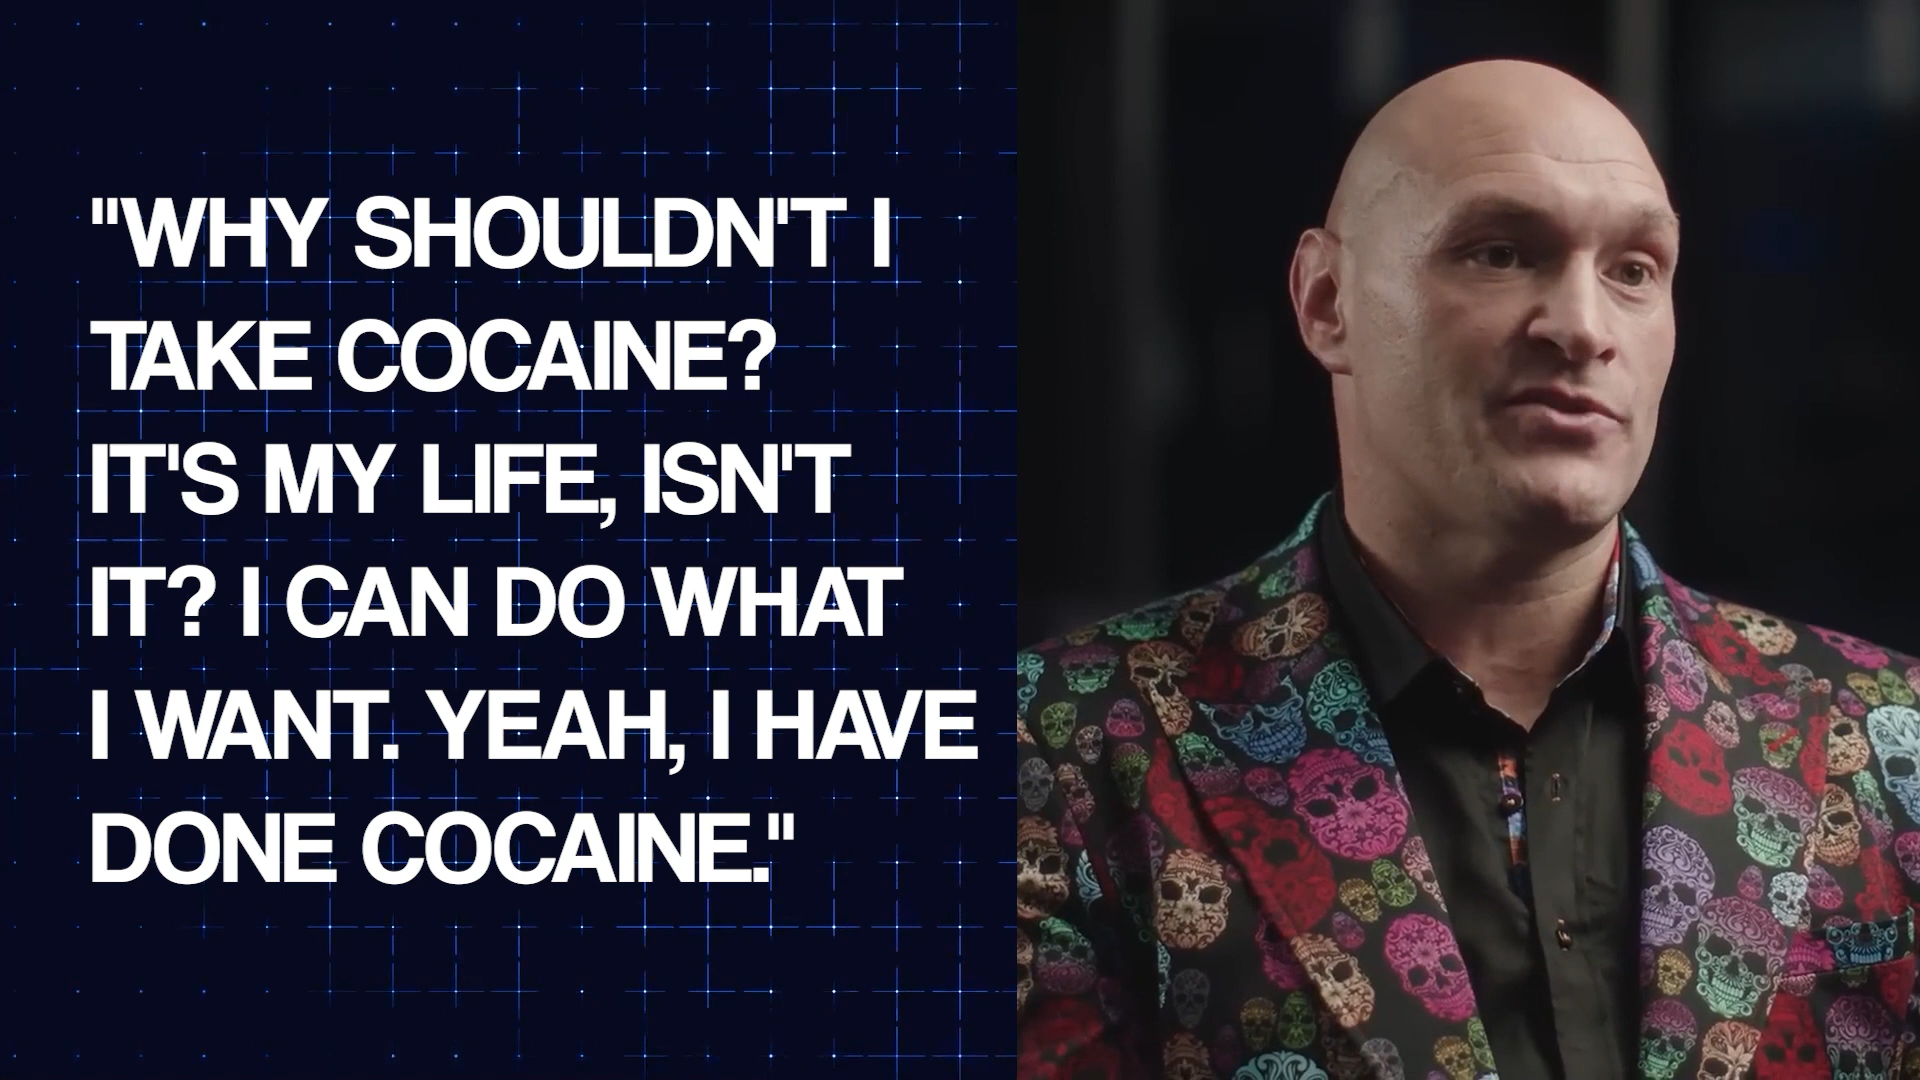 "WHY SHOULDN'T I
TAKE COCAINE?
IT'S MY LIFE, ISN'T
IT? I CAN DO WHAT
I WANT. YEAH, I HAVE
DONE COCAINE."